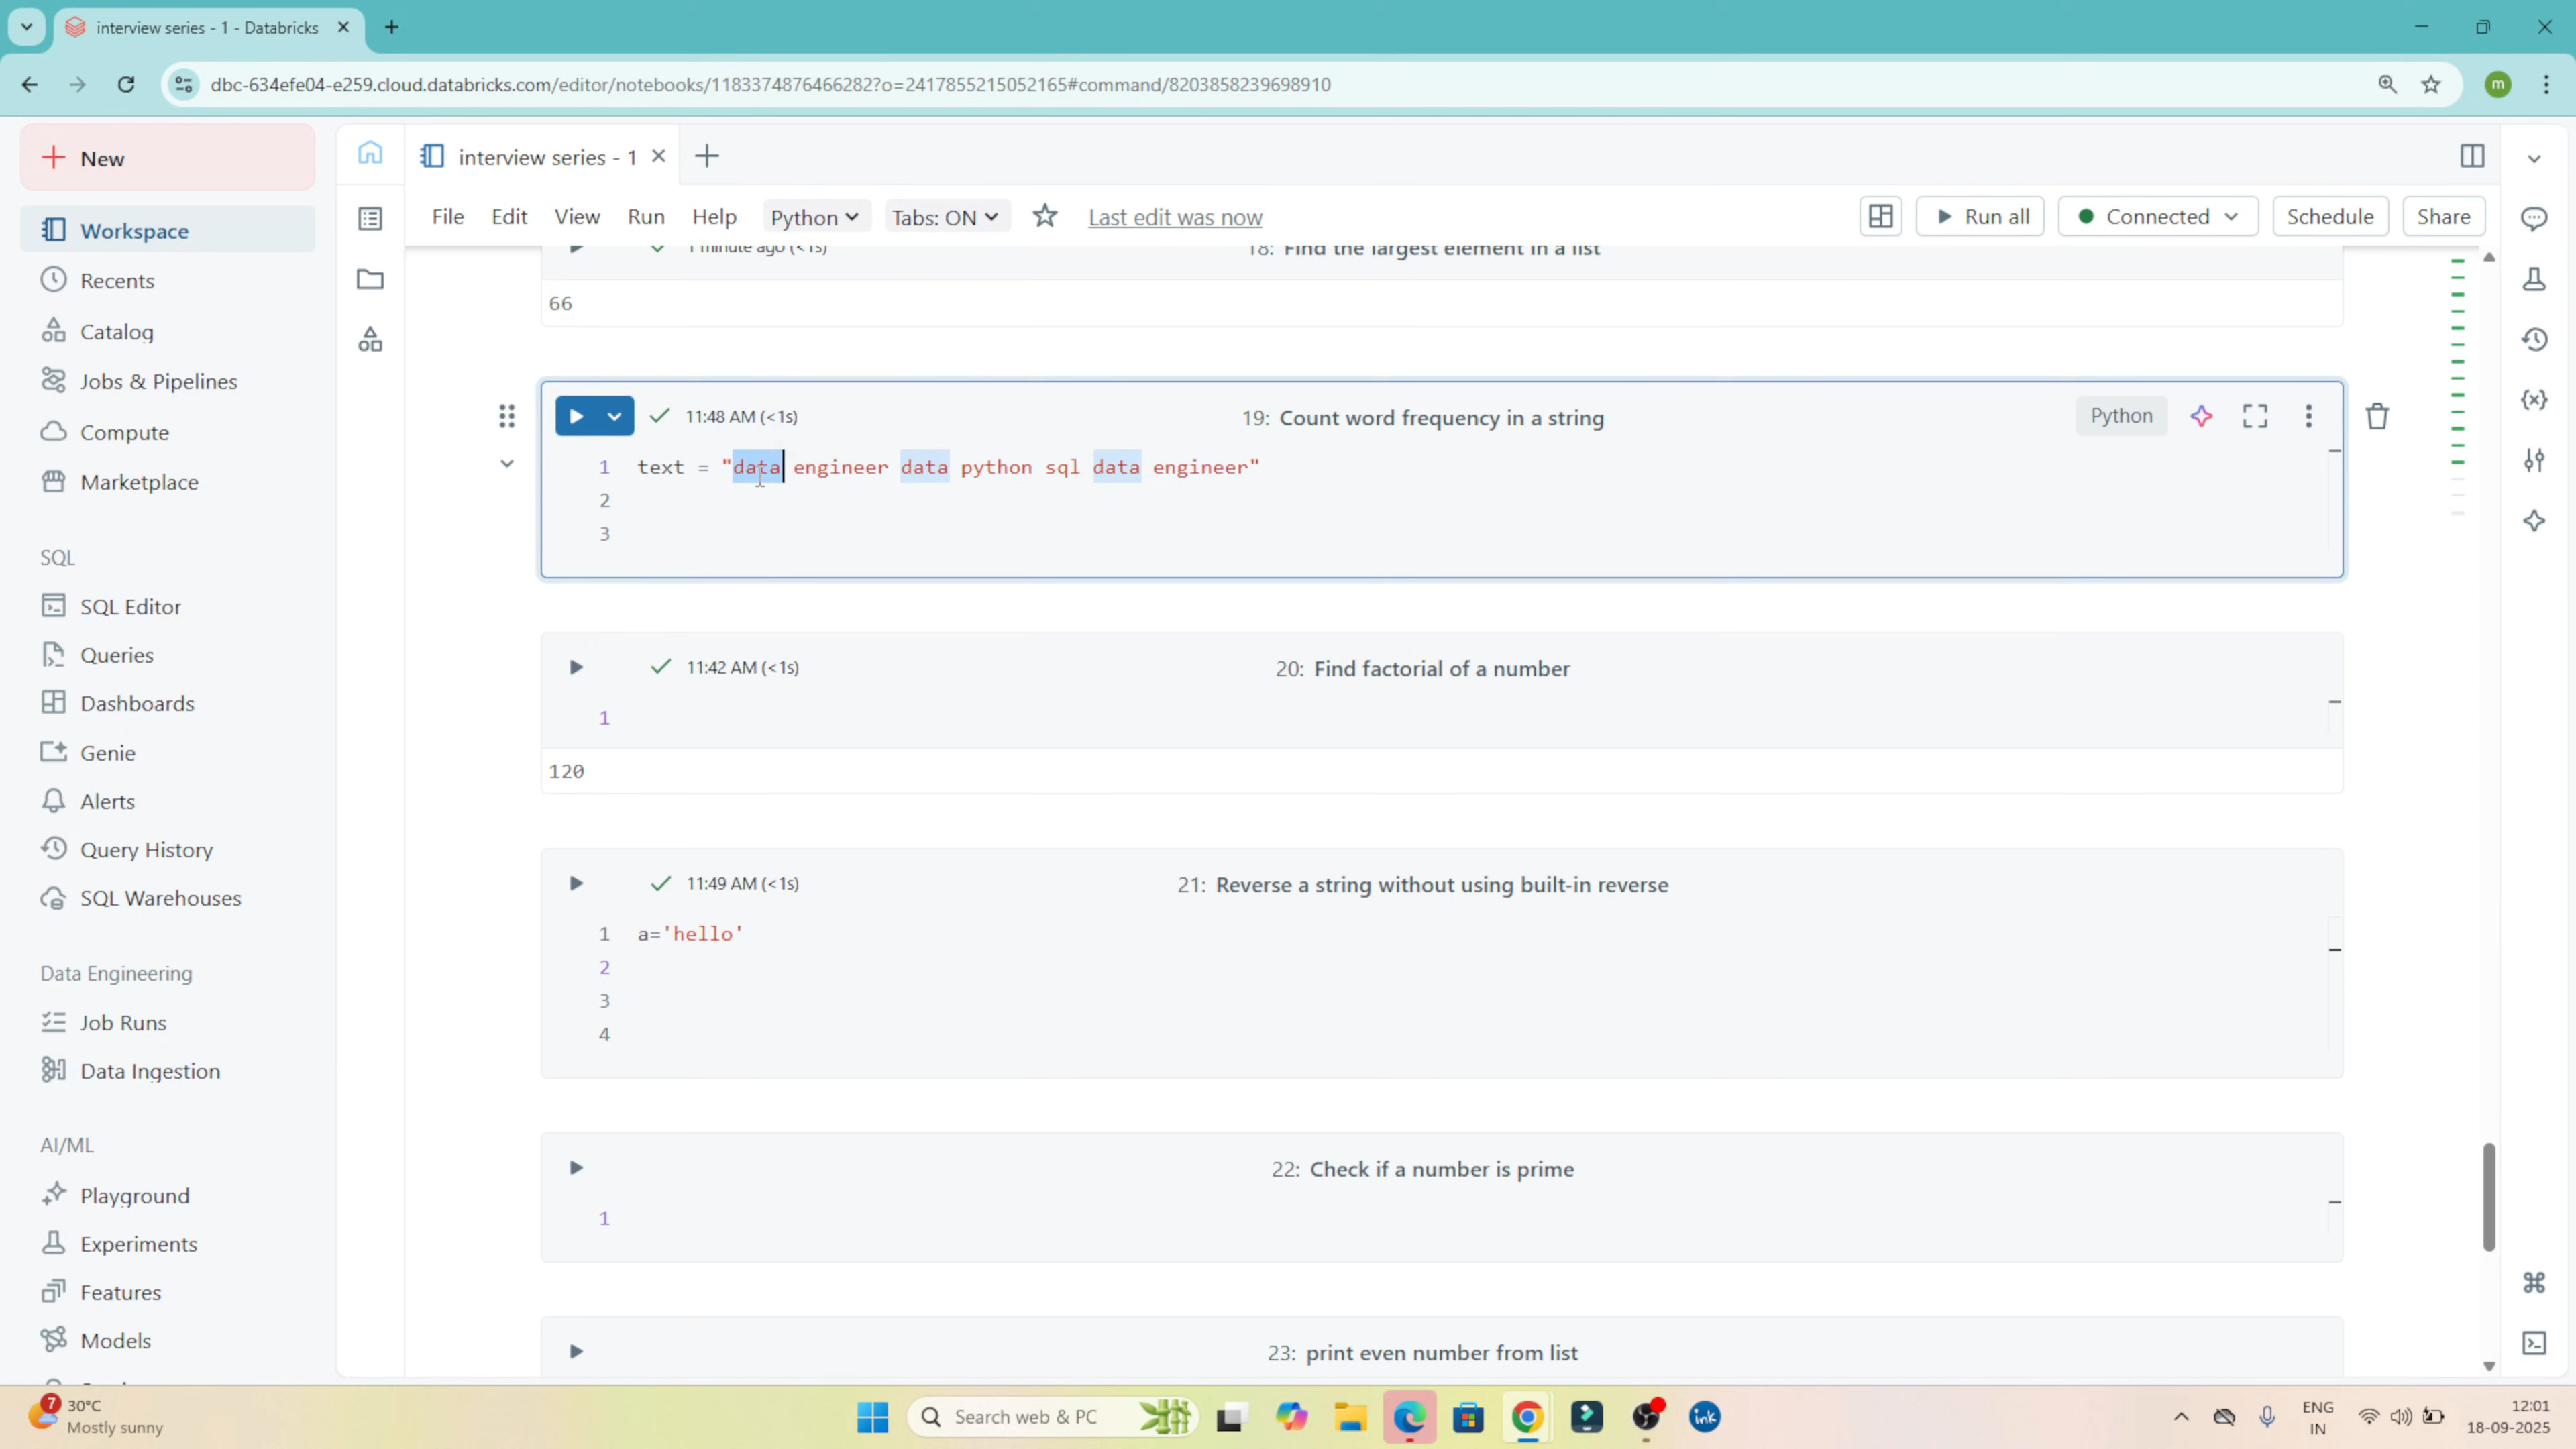 interview series - 1 - Databricks
dbc-634efe04-e259.cloud.databricks.com/editor/notebooks/1183374876466282?o=2417855215052165#command/8203858239698910
m
New
Workspace
Recents
Catalog
Jobs & Pipelines
Compute
Marketplace
SQL
SQL Editor
Queries
Dashboards
Genie
Alerts
Query History
SQL Warehouses
Data Engineering
Job Runs
Data Ingestion
AI/ML
Playground
Experiments
Features
Models
interview series - 1
File Edit View Run Help Python Tabs: ON Last edit was now
Run all Connected Schedule Share
1 minute ago (<1s) 18: Find the largest element in a list
66
11:48 AM (<1s) 19: Count word frequency in a string Python
1 text = "data engineer data python sql data engineer"
2
3
11:42 AM (<1s) 20: Find factorial of a number
1
120
11:49 AM (<1s) 21: Reverse a string without using built-in reverse
1 a='hello'
2
3
4
22: Check if a number is prime
1
23: print even number from list
7
30°C
Mostly sunny
Search web & PC
ink
ENG
IN
12:01
18-09-2025